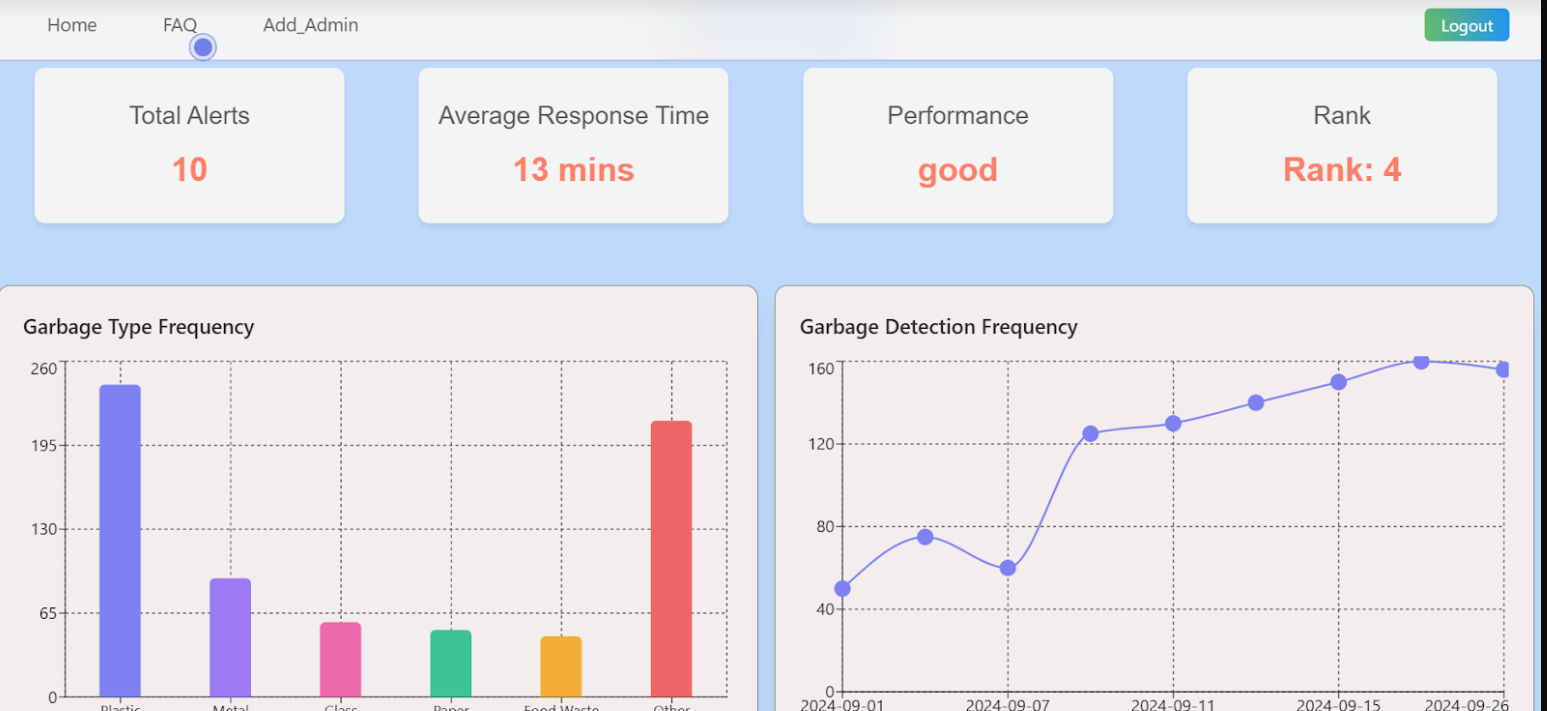 Home FAQ Add_Admin Logout
Total Alerts Average Response Time Performance Rank
10 13 mins good Rank: 4
Garbage Type Frequency
260
195
130
65
0
Plastic Metal Glass Paper Food Waste Other
Garbage Detection Frequency
160
120
80
40
0
2024-09-01 2024-09-07 2024-09-11 2024-09-15 2024-09-26